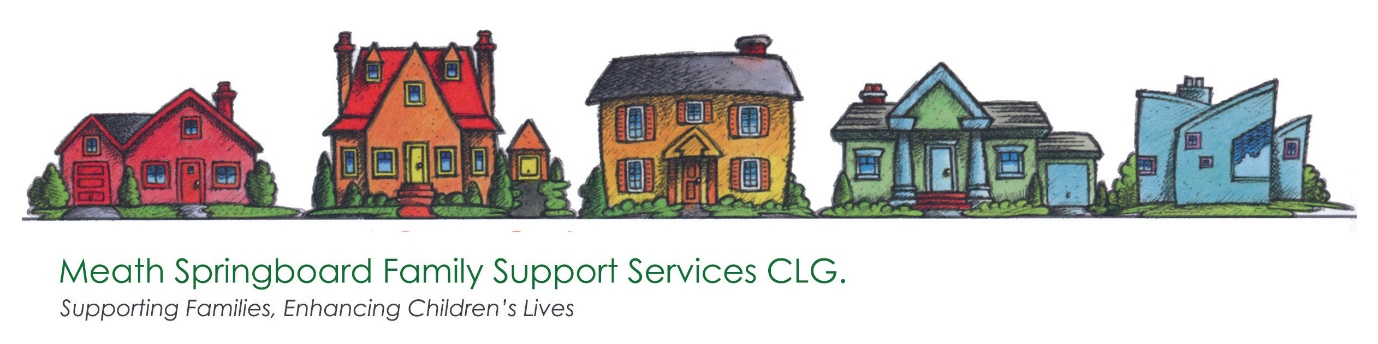 Meath Springboard Family Support Services CLG.
Supporting Families, Enhancing Children's Lives